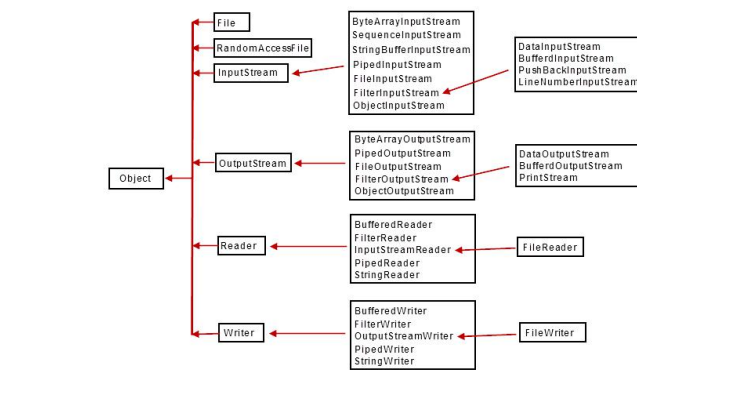 File
RandomAccessFile
InputStream
ByteArrayInputStream
SequenceInputStream
StringBufferInputStream
PipedInputStream
FileInputStream
FilterInputStream
ObjectInputStream
DataInputStream
BufferdInputStream
PushBackInputStream
LineNumberInputStream
Object
OutputStream
ByteArrayOutputStream
PipedOutputStream
FileOutputStream
FilterOutputStream
ObjectOutputStream
DataOutputStream
BufferdOutputStream
PrintStream
Reader
BufferedReader
FilterReader
InputStreamReader
PipedReader
StringReader
FileReader
Writer
BufferedWriter
FilterWriter
OutputStreamWriter
PipedWriter
StringWriter
FileWriter